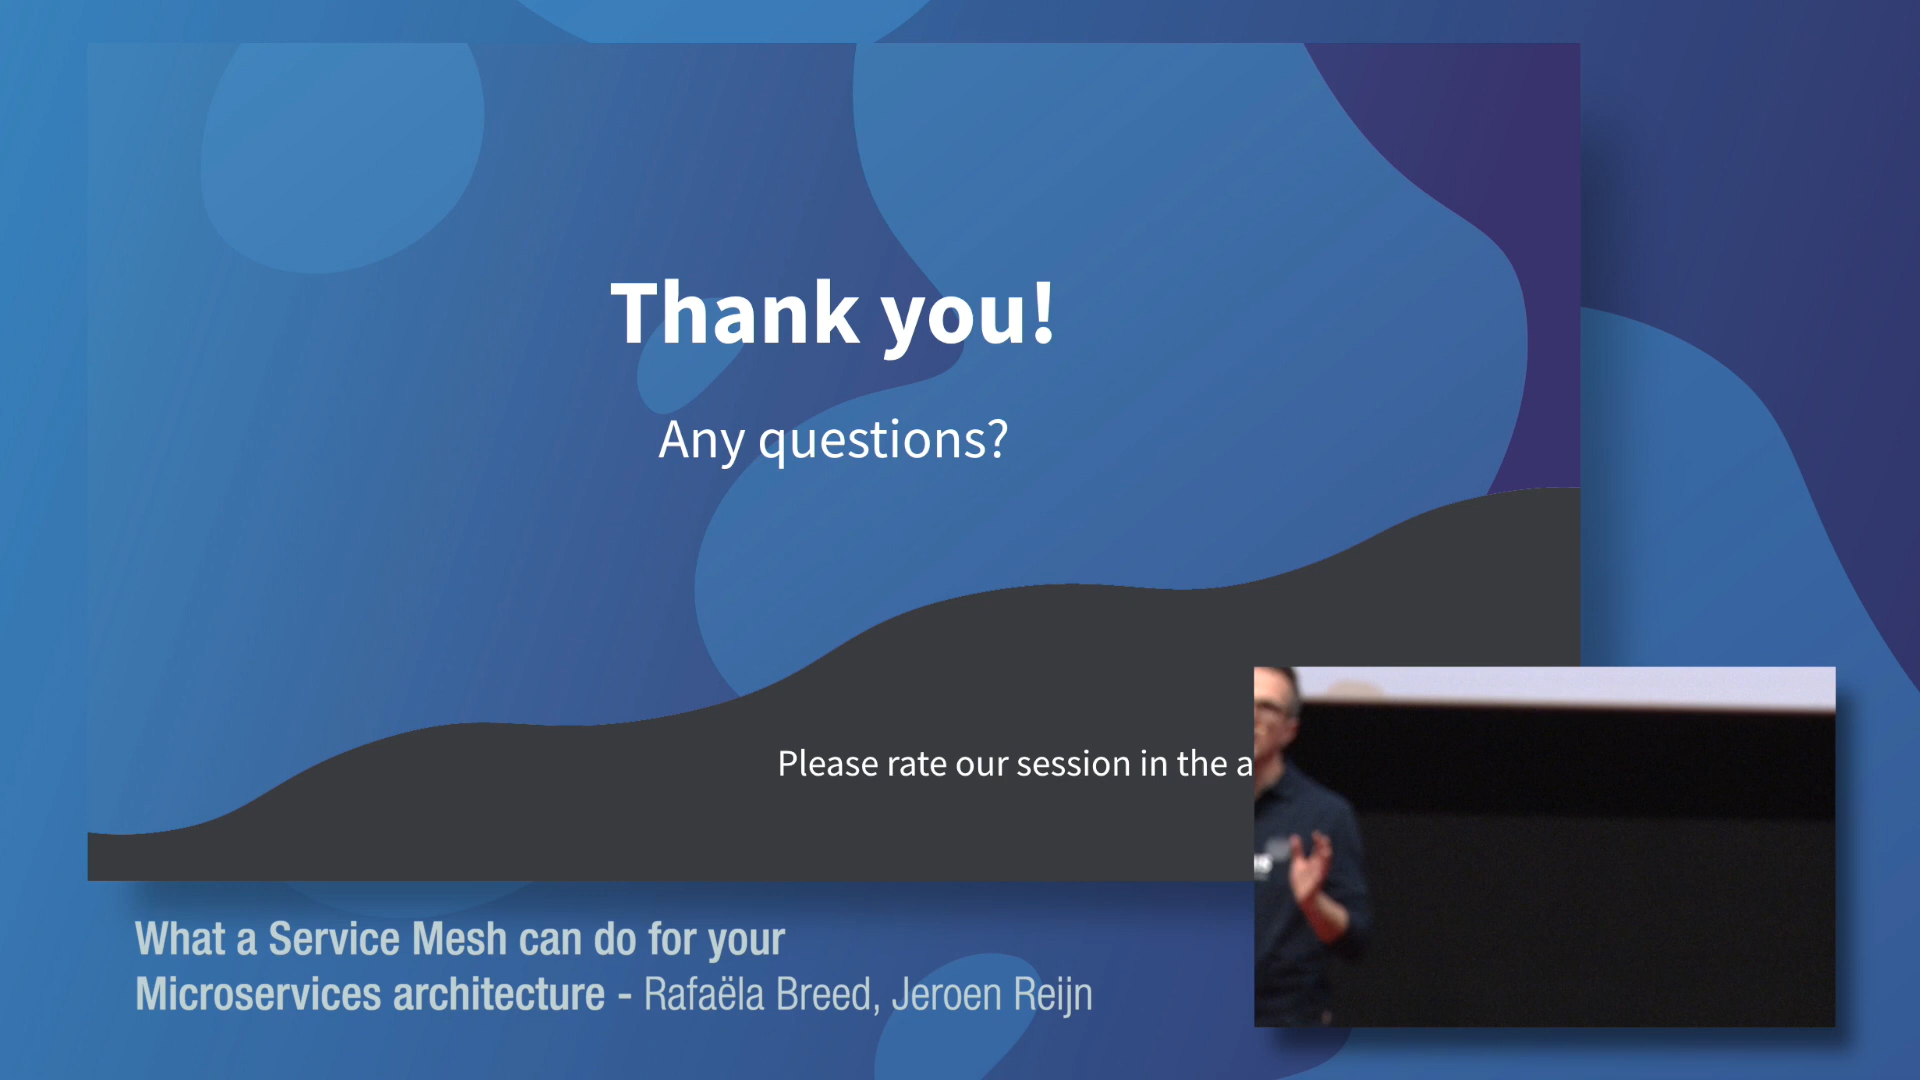 Thank you!
Any questions?
Please rate our session in the
What a Service Mesh can do for your
Microservices architecture - Rafaëla Breed, Jeroen Reijn